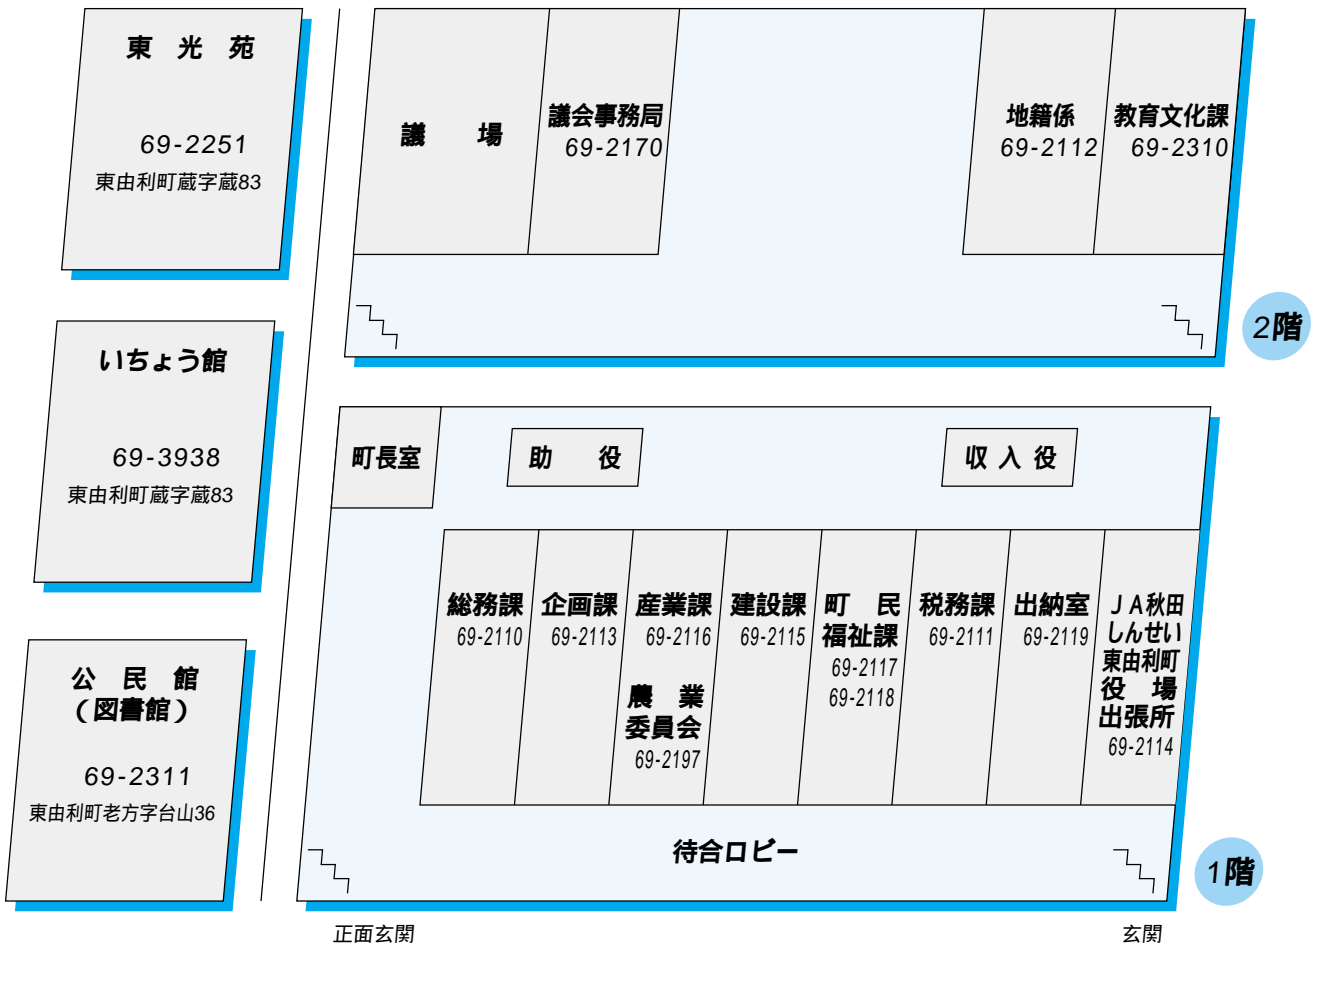 東 光 苑
69-2251
東由利町蔵字蔵83
いちょう館
69-3938
東由利町蔵字蔵83
公 民 館
（図書館）
69-2311
東由利町老方字台山36
議 場
議会事務局
69-2170
地籍係
69-2112
教育文化課
69-2310
2階
町長室
助 役
収 入 役
総務課
69-2110
企画課
69-2113
産業課
69-2116
農 業
委員会
69-2197
建設課
69-2115
町 民
福祉課
69-2117
69-2118
税務課
69-2111
出納室
69-2119
ＪＡ秋田
しんせい
東由利町
役 場
出張所
69-2114
待合ロビー
1階
正面玄関
玄関